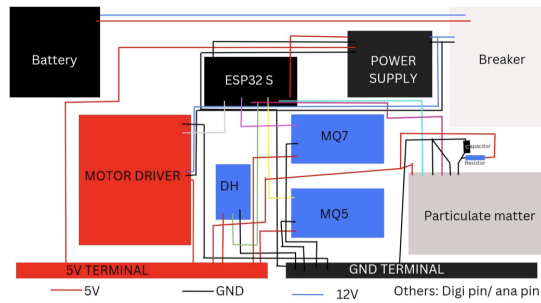 Battery
POWER
SUPPLY
Breaker
ESP32 S
MQ7
MOTOR DRIVER
DH
MQ5
Capacitor
Resistor
Particulate matter
5V TERMINAL
GND TERMINAL
5V
GND
12V
Others: Digi pin/ ana pin